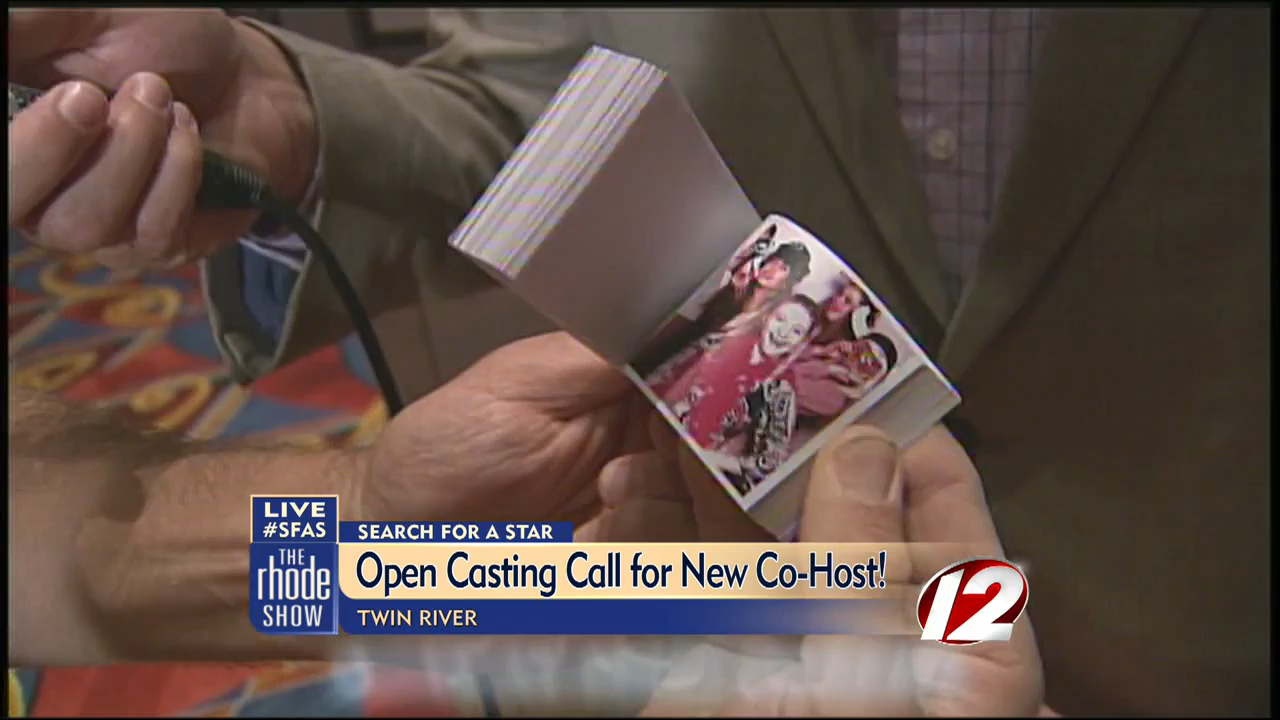 LIVE
#SFAS
THE
rhode
SHOW
SEARCH FOR A STAR
Open Casting Call for New Co-Host!
TWIN RIVER
12